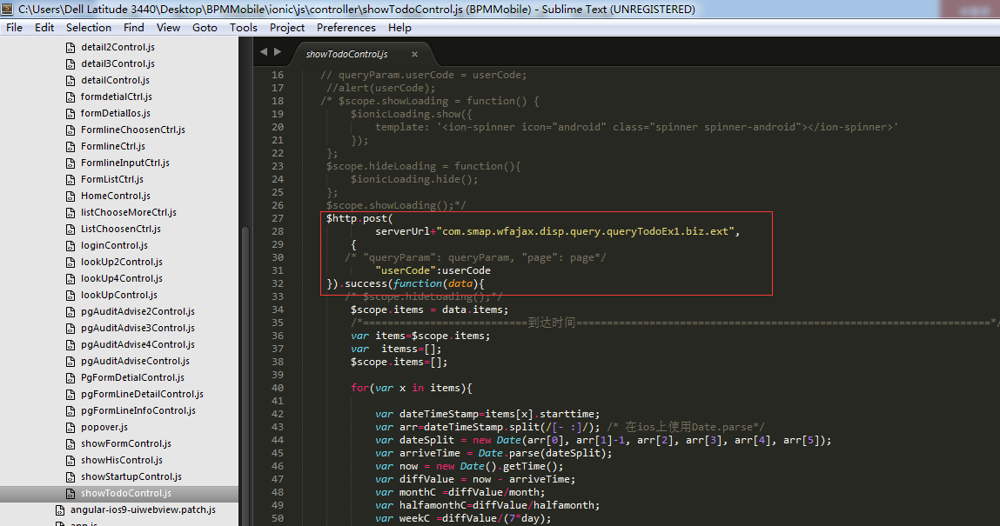 C:\Users\Dell Latitude 3440\Desktop\BPMMobile\ionic\js\controller\showTodoControl.js (BPMMobile) - Sublime Text (UNREGISTERED)
File Edit Selection Find View Goto Tools Project Preferences Help
detail2Control.js
detail3Control.js
detailControl.js
formdetialCtrl.js
formDetialIos.js
FormlineChoosenCtrl.js
FormlineCtrl.js
FormlineInputCtrl.js
FormListCtrl.js
HomeControl.js
listChooseMoreCtrl.js
ListChoosenCtrl.js
loginControl.js
lookUp2Control.js
lookUp4Control.js
lookUpControl.js
pgAuditAdvise2Control.js
pgAuditAdvise3Control.js
pgAuditAdvise4Control.js
pgAuditAdviseControl.js
PgFormDetialControl.js
pgFormLineDetailControl.js
pgFormLineInfoControl.js
popover.js
showFormControl.js
showHisControl.js
showStartupControl.js
showTodoControl.js
angular-ios9-uiwebview.patch.js
app.js
showTodoControl.js ×
16 // queryParam.userCode = userCode;
17 //alert(userCode);
18 /* $scope.showLoading = function() {
19 $ionicLoading.show({
20 template: '<ion-spinner icon="android" class="spinner spinner-android"></ion-spinner>'
21 });
22 };
23 $scope.hideLoading = function(){
24 $ionicLoading.hide();
25 };
26 $scope.showLoading();*/
27 $http.post(
28 serverUrl+"com.smap.wfajax.disp.query.queryTodoEx1.biz.ext",
29 {
30 /* "queryParam": queryParam, "page": page*/
31 "userCode":userCode
32 }).success(function(data){
33 /* $scope.hideLoading();*/
34 $scope.items = data.items;
35 /*===========================到达时间====================================================================*/
36 var items=$scope.items;
37 var itemss=[];
38 $scope.items=[];
39
40 for(var x in items){
41
42 var dateTimeStamp=items[x].starttime;
43 var arr=dateTimeStamp.split(/[- :]/); /* 在ios上使用Date.parse*/
44 var dateSplit = new Date(arr[0], arr[1]-1, arr[2], arr[3], arr[4], arr[5]);
45 var arriveTime = Date.parse(dateSplit);
46 var now = new Date().getTime();
47 var diffValue = now - arriveTime;
48 var monthC =diffValue/month;
49 var halfamonthC=diffValue/halfamonth;
50 var weekC =diffValue/(7*day);